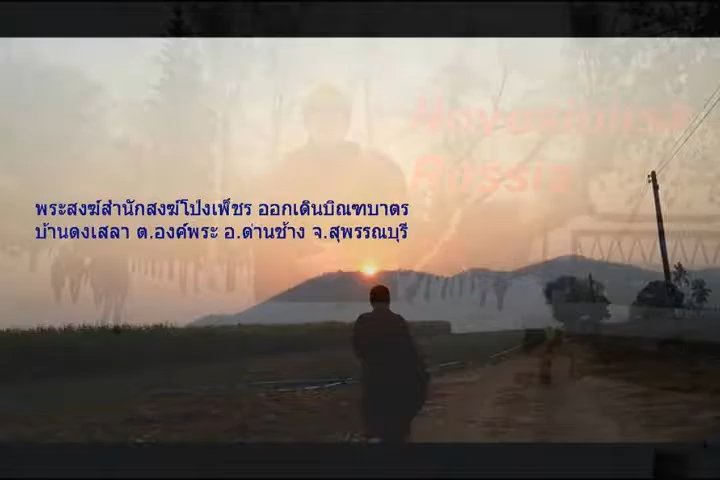 Novosibirsk
Russia
พระสงฆ์สำนักสงฆ์โป่งเพ็ชร ออกเดินบิณฑบาตร
บ้านดงเสลา ต.องค์พระ อ.ด่านช้าง จ.สุพรรณบุรี